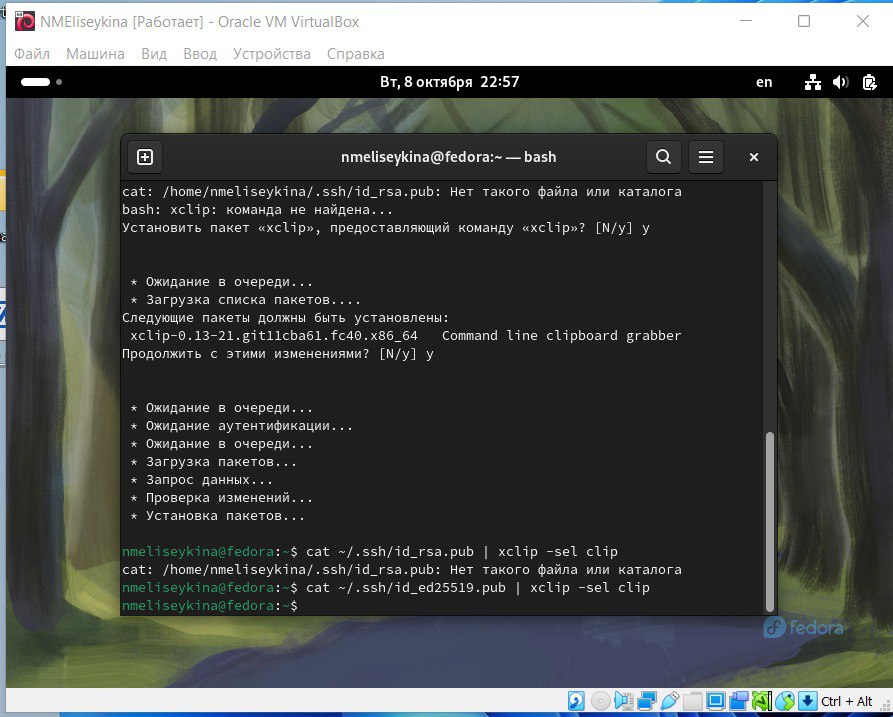 NMEliseykina [Работает] - Oracle VM VirtualBox
Файл Машина Вид Ввод Устройства Справка
Вт, 8 октября 22:57
en
nmeliseykina@fedora:~ — bash
cat: /home/nmeliseykina/.ssh/id_rsa.pub: Нет такого файла или каталога
bash: xclip: команда не найдена...
Установить пакет «xclip», предоставляющий команду «xclip»? [N/y] y
* Ожидание в очереди...
* Загрузка списка пакетов....
Следующие пакеты должны быть установлены:
xclip-0.13-21.git11cba61.fc40.x86_64 Command line clipboard grabber
Продолжить с этими изменениями? [N/y] y
* Ожидание в очереди...
* Ожидание аутентификации...
* Ожидание в очереди...
* Загрузка пакетов...
* Запрос данных...
* Проверка изменений...
* Установка пакетов...
nmeliseykina@fedora:~$ cat ~/.ssh/id_rsa.pub | xclip -sel clip
cat: /home/nmeliseykina/.ssh/id_rsa.pub: Нет такого файла или каталога
nmeliseykina@fedora:~$ cat ~/.ssh/id_ed25519.pub | xclip -sel clip
nmeliseykina@fedora:~$
fedora
Ctrl + Alt